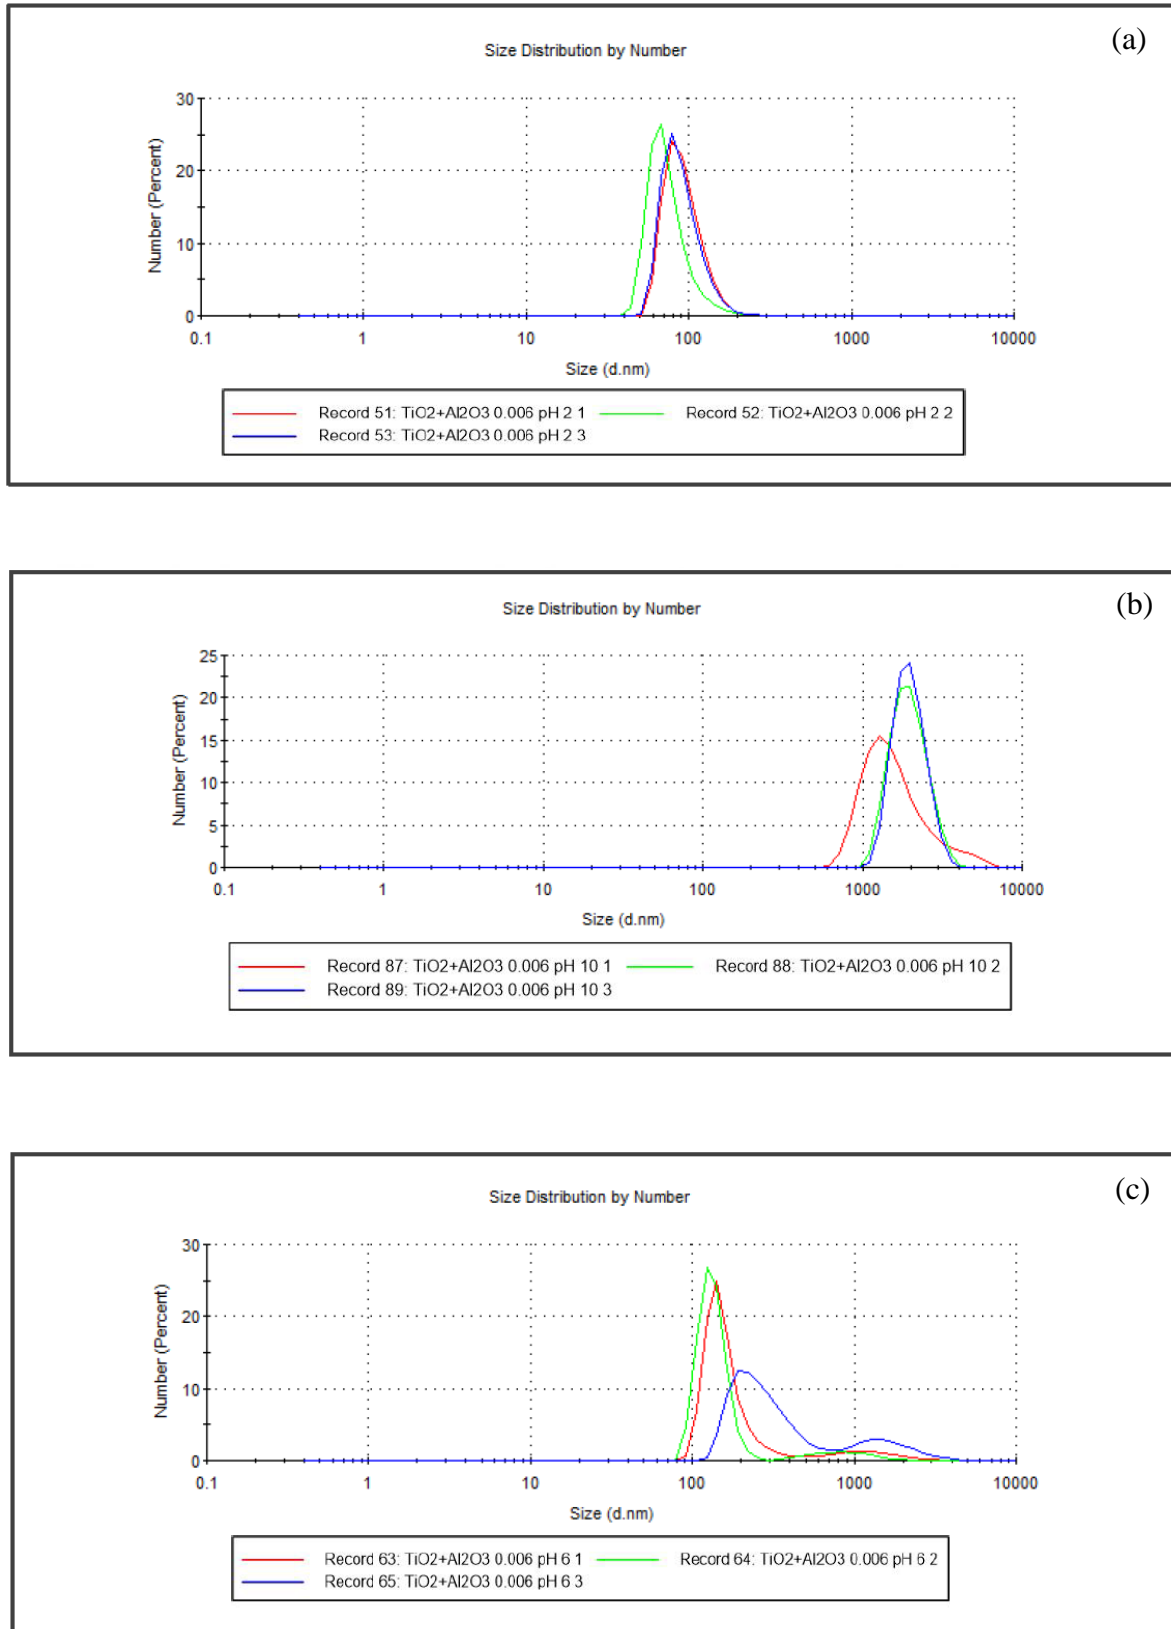 (a)
Size Distribution by Number
30
20
10
0
Number (Percent)
0.1 1 10 100 1000 10000
Size (d.nm)
Record 51: TiO2+Al2O3 0.006 pH 2 1 Record 52: TiO2+Al2O3 0.006 pH 2 2
Record 53: TiO2+Al2O3 0.006 pH 2 3
(b)
Size Distribution by Number
25
20
15
10
5
0
Number (Percent)
0.1 1 10 100 1000 10000
Size (d.nm)
Record 87: TiO2+Al2O3 0.006 pH 10 1 Record 88: TiO2+Al2O3 0.006 pH 10 2
Record 89: TiO2+Al2O3 0.006 pH 10 3
(c)
Size Distribution by Number
30
20
10
0
Number (Percent)
0.1 1 10 100 1000 10000
Size (d.nm)
Record 63: TiO2+Al2O3 0.006 pH 6 1 Record 64: TiO2+Al2O3 0.006 pH 6 2
Record 65: TiO2+Al2O3 0.006 pH 6 3